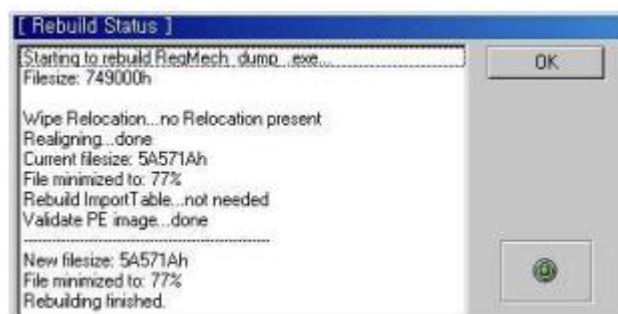 [ Rebuild Status ]
Starting to rebuild RegMech_dump_.exe...
OK
Filesize: 749000h
Wipe Relocation...no Relocation present
Realigning...done
Current filesize: 5A571Ah
File minimized to: 77%
Rebuild ImportTable...not needed
Validate PE image...done
--------------------------------------------------
New filesize: 5A571Ah
File minimized to: 77%
Rebuilding finished.